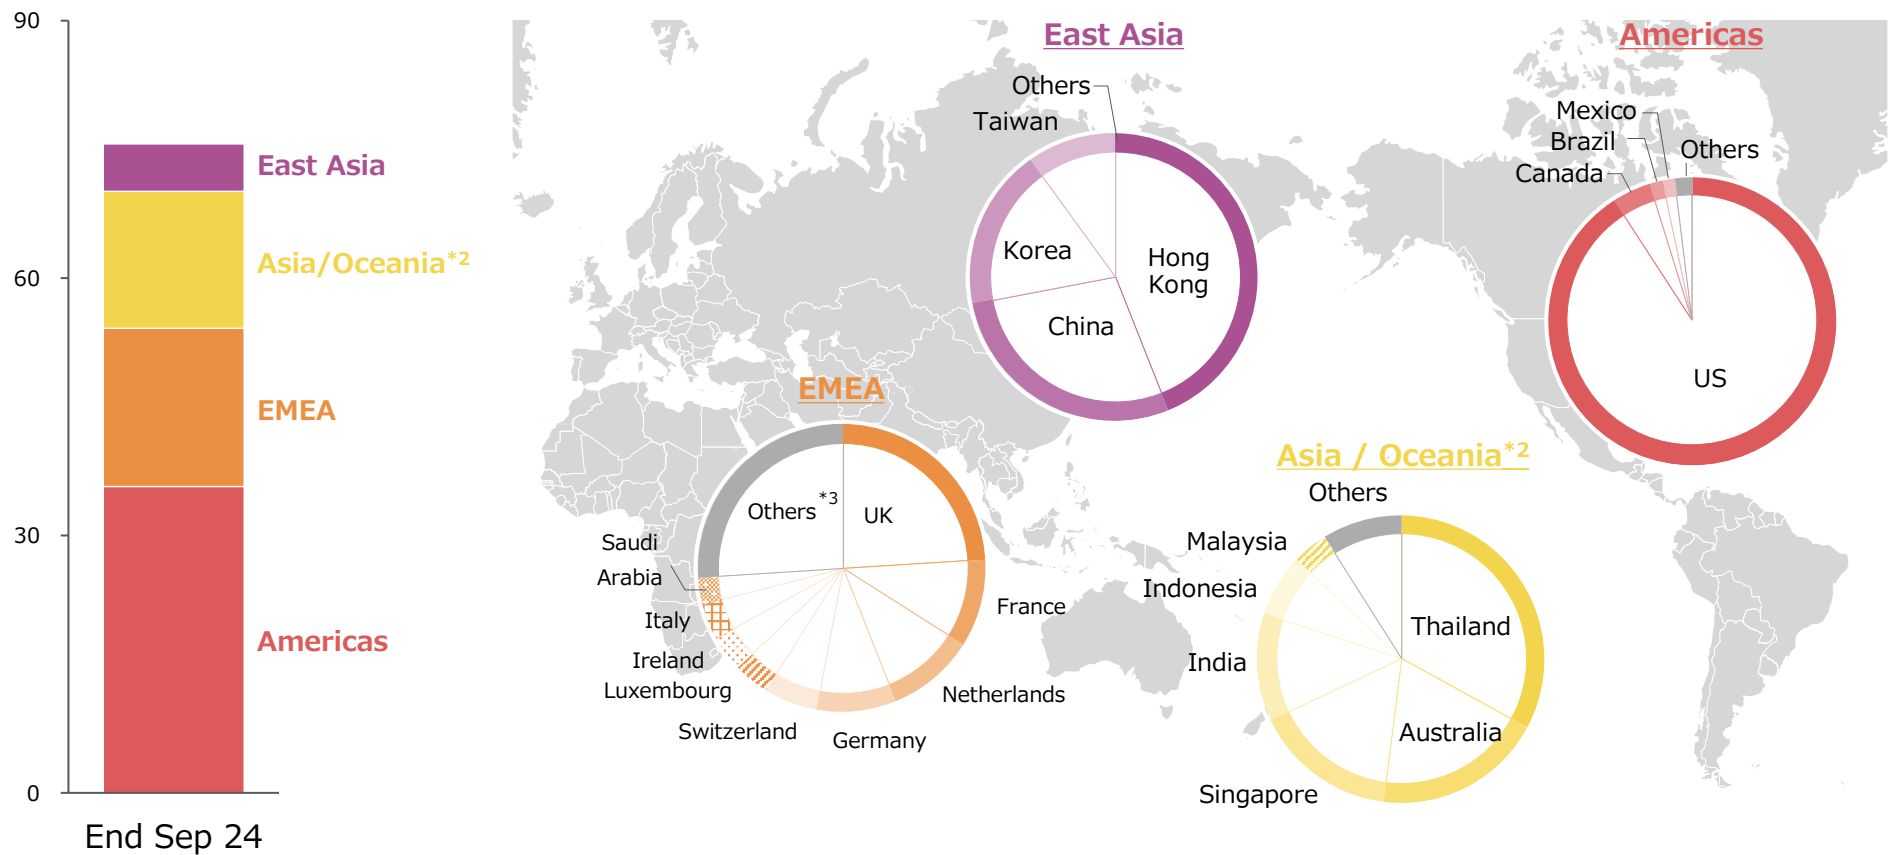 90
60
30
0
East Asia
Asia/Oceania*2
EMEA
Americas
End Sep 24
East Asia
Others
Taiwan
Korea
Hong
Kong
China
Americas
Mexico
Brazil
Others
Canada
US
EMEA
Others*3
UK
Saudi
Arabia
France
Italy
Ireland
Luxembourg
Netherlands
Switzerland
Germany
Asia / Oceania*2
Others
Malaysia
Indonesia
Thailand
India
Australia
Singapore